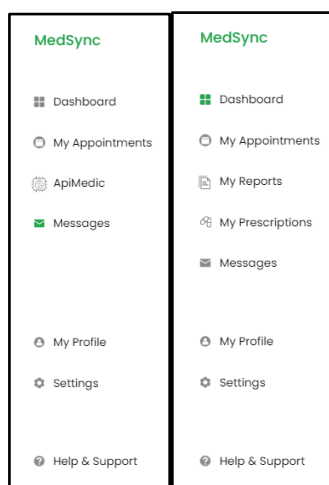 MedSync
Dashboard
My Appointments
ApiMedic
Messages
My Profile
Settings
Help & Support
MedSync
Dashboard
My Appointments
My Reports
My Prescriptions
Messages
My Profile
Settings
Help & Support